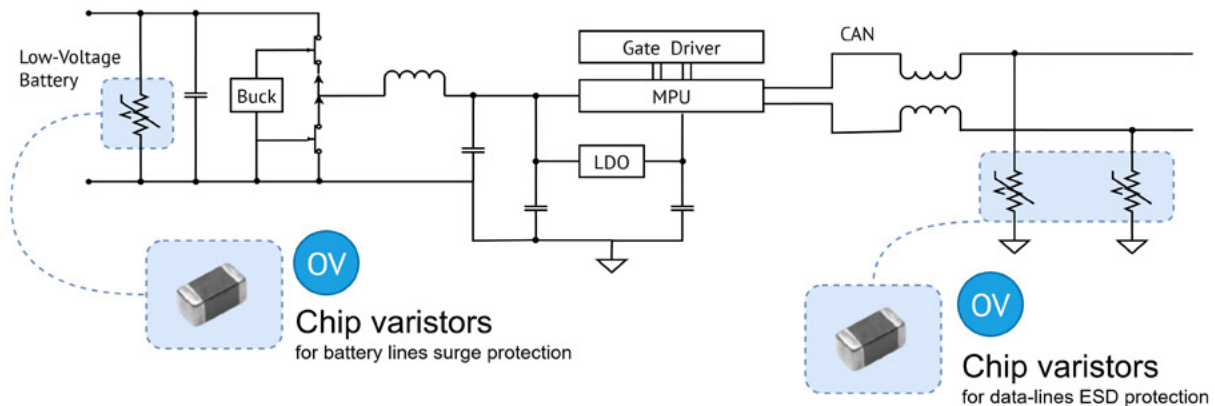 Low-Voltage
Battery
Buck
Gate Driver
MPU
LDO
CAN
OV
Chip varistors
for battery lines surge protection
OV
Chip varistors
for data-lines ESD protection